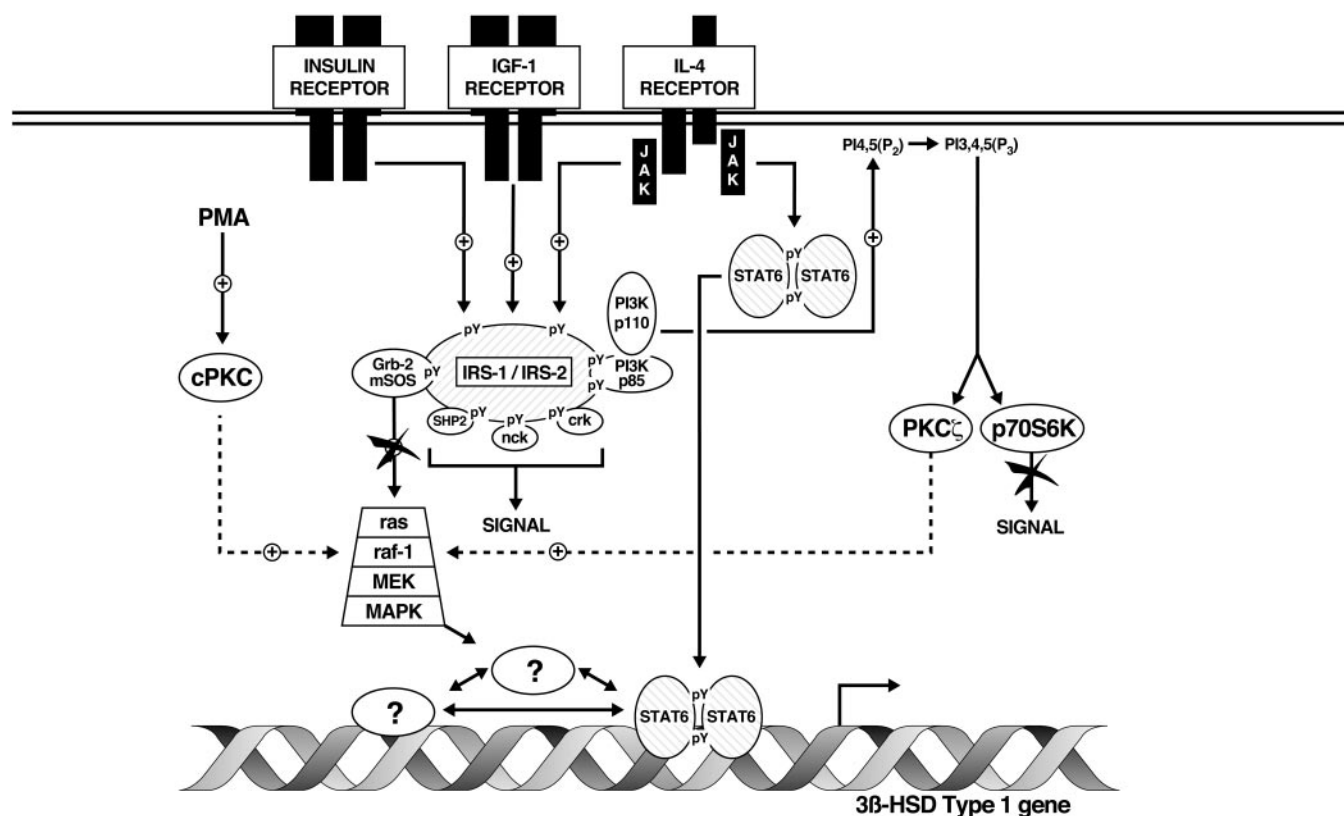 INSULIN
RECEPTOR
IGF-1
RECEPTOR
IL-4
RECEPTOR
JAK
JAK
PI4,5(P2)
PI3,4,5(P3)
PMA
+
+
+
+
+
pY
STAT6
STAT6
pY
PI3K
p110
pY
pY
cPKC
Grb-2
mSOS
pY
IRS-1 / IRS-2
pY
pY
PI3K
p85
SHP2
pY
pY
pY
crk
nck
PKCζ
p70S6K
SIGNAL
SIGNAL
ras
raf-1
MEK
MAPK
+
+
?
?
pY
STAT6
STAT6
pY
3ß-HSD Type 1 gene